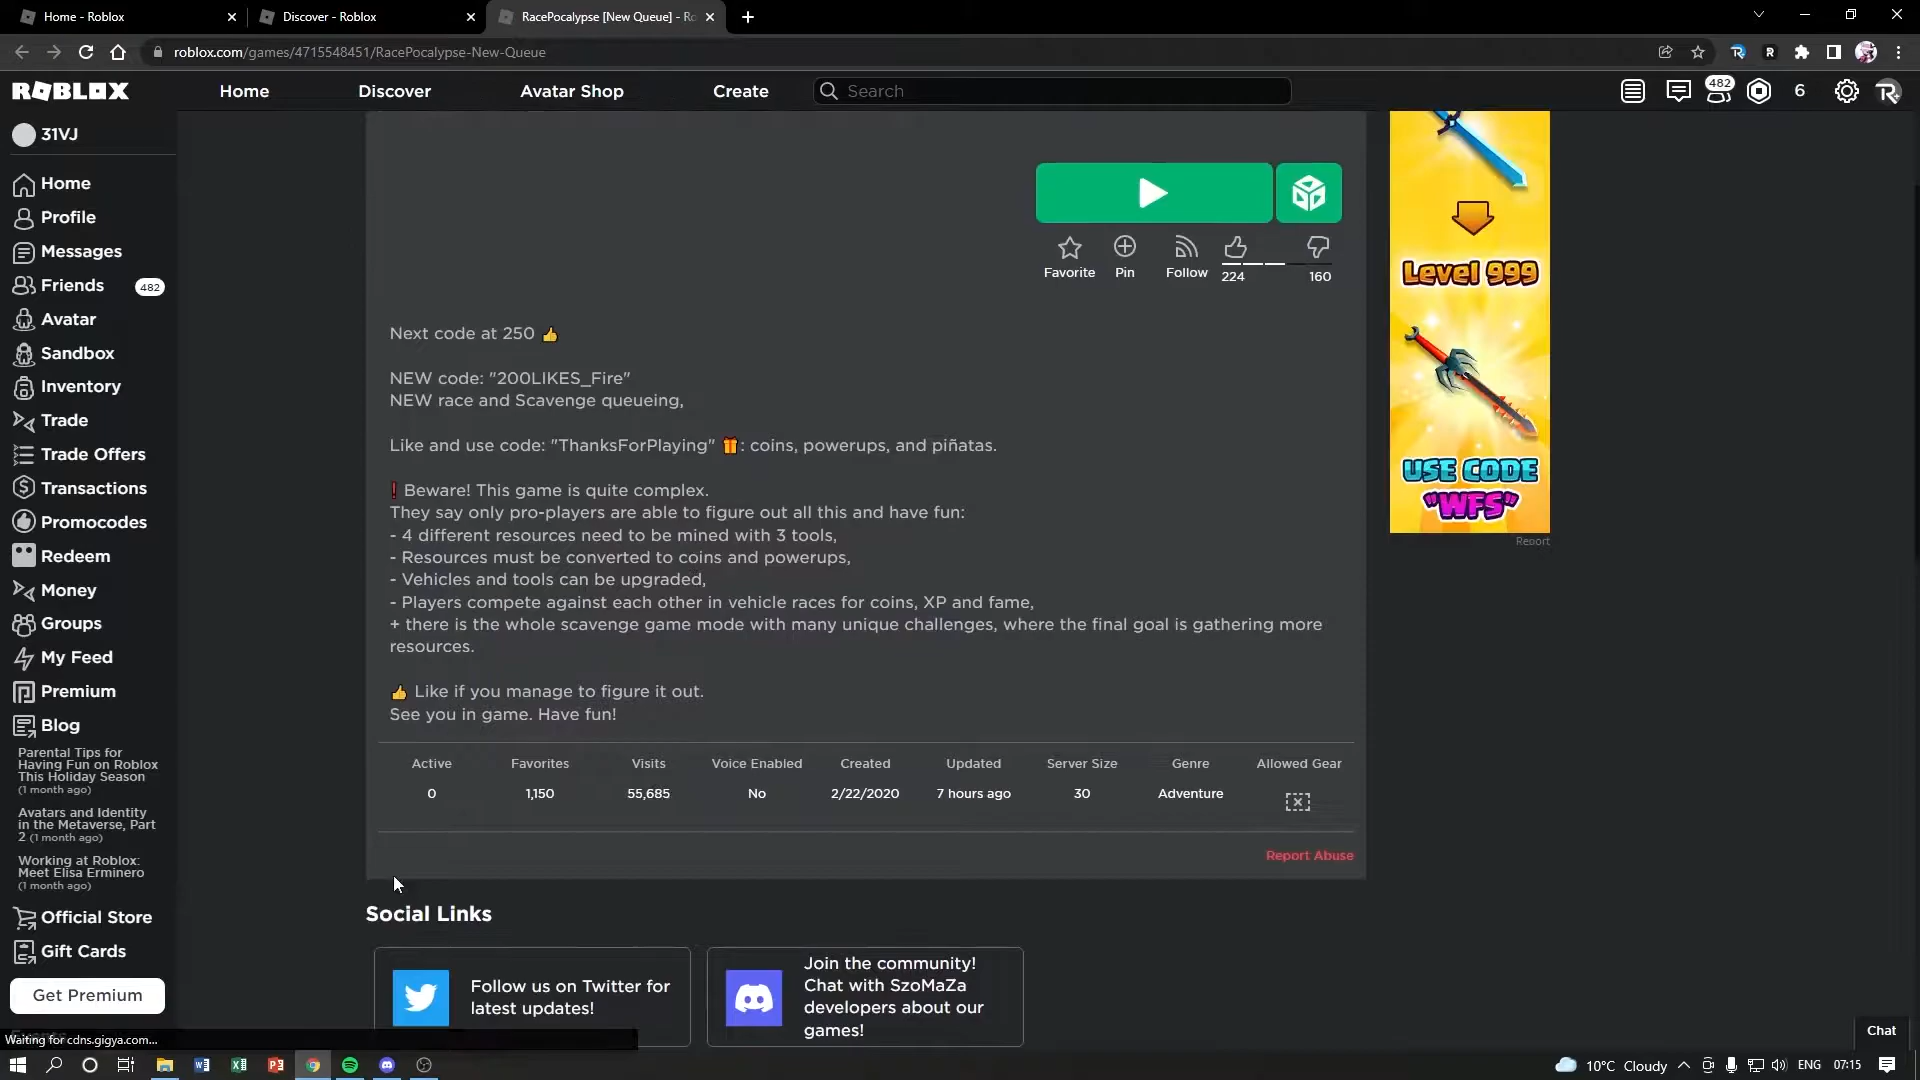 Home - Roblox
Discover - Roblox
RacePocalypse [New Queue] - Ro
roblox.com/games/4715548451/RacePocalypse-New-Queue
ROBLOX
Home
Discover
Avatar Shop
Create
Search
482
6
31VJ
Home
Profile
Messages
Friends
482
Avatar
Sandbox
Inventory
Trade
Trade Offers
Transactions
Promocodes
Redeem
Money
Groups
My Feed
Premium
Blog
Parental Tips for
Having Fun on Roblox
This Holiday Season
(1 month ago)
Avatars and Identity
in the Metaverse, Part
2 (1 month ago)
Working at Roblox:
Meet Elisa Erminero
(1 month ago)
Official Store
Gift Cards
Get Premium
Waiting for cdns.gigya.com...
Favorite
Pin
Follow
224
160
Next code at 250 👍
NEW code: "200LIKES_Fire"
NEW race and Scavenge queueing,
Like and use code: "ThanksForPlaying" 🎁: coins, powerups, and piñatas.
❗ Beware! This game is quite complex.
They say only pro-players are able to figure out all this and have fun:
- 4 different resources need to be mined with 3 tools,
- Resources must be converted to coins and powerups,
- Vehicles and tools can be upgraded,
- Players compete against each other in vehicle races for coins, XP and fame,
+ there is the whole scavenge game mode with many unique challenges, where the final goal is gathering more
resources.
👍 Like if you manage to figure it out.
See you in game. Have fun!
Active Favorites Visits Voice Enabled Created Updated Server Size Genre Allowed Gear
0 1,150 55,685 No 2/22/2020 7 hours ago 30 Adventure
Report Abuse
Social Links
Follow us on Twitter for
latest updates!
Join the community!
Chat with SzoMaZa
developers about our
games!
Level 999
USE CODE
"WFS"
Report
Chat
10°C Cloudy
ENG
07:15